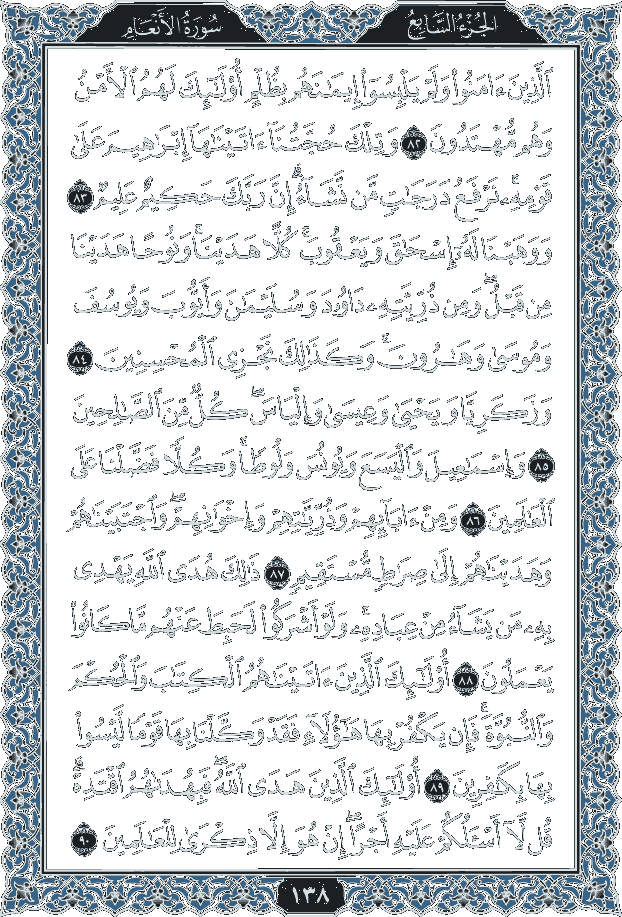 الجزء السابع
سورة الأنعام
ٱلَّذِينَ ءَامَنُوا۟ وَلَمْ يَلْبِسُوٓا۟ إِيمَٰنَهُم بِظُلْمٍ أُو۟لَٰٓئِكَ لَهُمُ ٱلْأَمْنُ
وَهُم مُّهْتَدُونَ ٨٢ وَتِلْكَ حُجَّتُنَآ ءَاتَيْنَٰهَآ إِبْرَٰهِيمَ عَلَىٰ
قَوْمِهِۦ نَرْفَعُ دَرَجَٰتٍ مَّن نَّشَآءُ إِنَّ رَبَّكَ حَكِيمٌ عَلِيمٌ ٨٣
وَوَهَبْنَا لَهُۥٓ إِسْحَٰقَ وَيَعْقُوبَ كُلًّا هَدَيْنَا وَنُوحًا هَدَيْنَا
مِن قَبْلُ وَمِن ذُرِّيَّتِهِۦ دَاوُۥدَ وَسُلَيْمَٰنَ وَأَيُّوبَ وَيُوسُفَ
وَمُوسَىٰ وَهَٰرُونَ وَكَذَٰلِكَ نَجْزِى ٱلْمُحْسِنِينَ ٨٤
وَزَكَرِيَّا وَيَحْيَىٰ وَعِيسَىٰ وَإِلْيَاسَ كُلٌّ مِّنَ ٱلصَّٰلِحِينَ
٨٥ وَإِسْمَٰعِيلَ وَٱلْيَسَعَ وَيُونُسَ وَلُوطًا وَكُلًّا فَضَّلْنَا عَلَى
ٱلْعَٰلَمِينَ ٨٦ وَمِنْ ءَابَآئِهِمْ وَذُرِّيَّٰتِهِمْ وَإِخْوَٰنِهِمْ وَٱجْتَبَيْنَٰهُمْ
وَهَدَيْنَٰهُمْ إِلَىٰ صِرَٰطٍ مُّسْتَقِيمٍ ٨٧ ذَٰلِكَ هُدَى ٱللَّهِ يَهْدِى
بِهِۦ مَن يَشَآءُ مِنْ عِبَادِهِۦ وَلَوْ أَشْرَكُوا۟ لَحَبِطَ عَنْهُم مَّا كَانُوا۟
يَعْمَلُونَ ٨٨ أُو۟لَٰٓئِكَ ٱلَّذِينَ ءَاتَيْنَٰهُمُ ٱلْكِتَٰبَ وَٱلْحُكْمَ
وَٱلنُّبُوَّةَ فَإِن يَكْفُرْ بِهَا هَٰٓؤُلَآءِ فَقَدْ وَكَّلْنَا بِهَا قَوْمًا لَّيْسُوا۟
بِهَا بِكَٰفِرِينَ ٨٩ أُو۟لَٰٓئِكَ ٱلَّذِينَ هَدَى ٱللَّهُ فَبِهُدَىٰهُمُ ٱقْتَدِهْ
قُل لَّآ أَسْـَٔلُكُمْ عَلَيْهِ أَجْرًا إِنْ هُوَ إِلَّا ذِكْرَىٰ لِلْعَٰلَمِينَ ٩٠
١٣٨